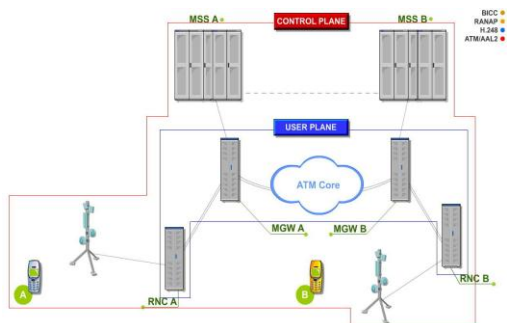 MSS A
CONTROL PLANE
MSS B
BICC
RANAP
H.248
ATM/AAL2
USER PLANE
ATM Core
MGW A
MGW B
A
RNC A
B
RNC B